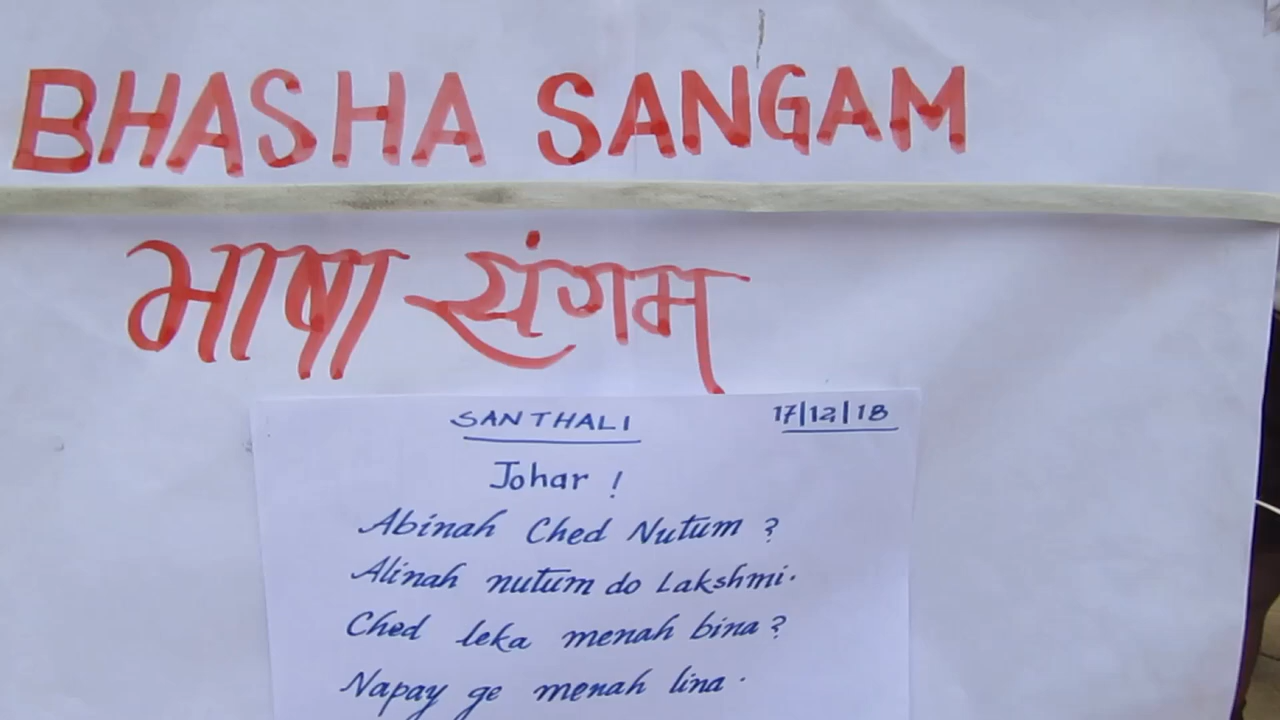 BHASHA SANGAM
भाषा संगम
SANTHALI 17/12/18
Johar !
Abinah Ched Nutum ?
Alinah nutum do Lakshmi.
Ched leka menah bina ?
Napay ge menah lina .